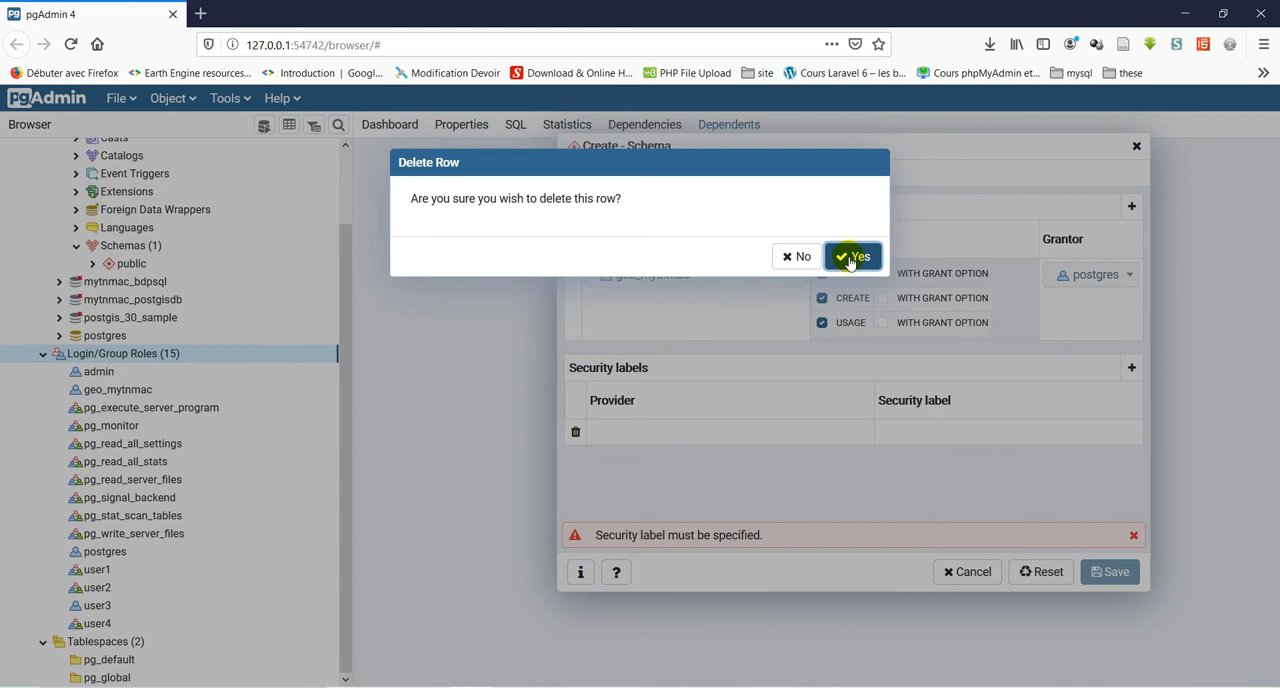 pgAdmin 4
127.0.0.1:54742/browser/#
Débuter avec Firefox
Earth Engine resources...
Introduction | Googl...
Modification Devoir
Download & Online H...
PHP File Upload
site
Cours Laravel 6 – les b...
Cours phpMyAdmin et...
mysql
these
pgAdmin
File
Object
Tools
Help
Browser
Dashboard
Properties
SQL
Statistics
Dependencies
Dependents
Casts
Catalogs
Event Triggers
Extensions
Foreign Data Wrappers
Languages
Schemas (1)
public
mytnmac_bdpsql
mytnmac_postgisdb
postgis_30_sample
postgres
Login/Group Roles (15)
admin
geo_mytnmac
pg_execute_server_program
pg_monitor
pg_read_all_settings
pg_read_all_stats
pg_read_server_files
pg_signal_backend
pg_stat_scan_tables
pg_write_server_files
postgres
user1
user2
user3
user4
Tablespaces (2)
pg_default
pg_global
Create - Schema
Delete Row
Are you sure you wish to delete this row?
No
Yes
Grantor
geo_mytnmac
WITH GRANT OPTION
postgres
CREATE
WITH GRANT OPTION
USAGE
WITH GRANT OPTION
Security labels
Provider
Security label
Security label must be specified.
i
?
Cancel
Reset
Save